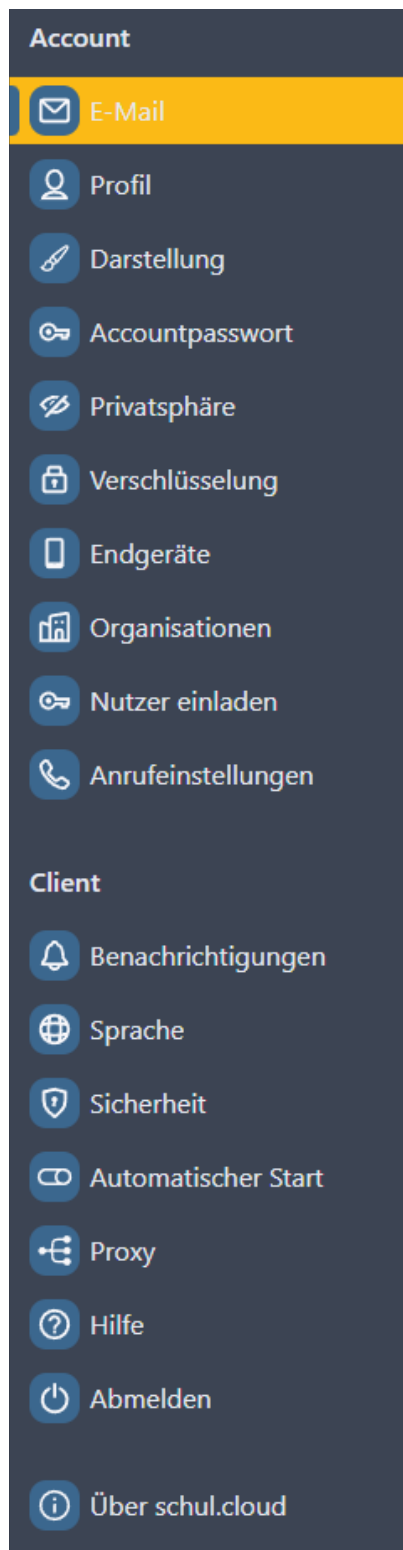 Account
E-Mail
Profil
Darstellung
Accountpasswort
Privatsphäre
Verschlüsselung
Endgeräte
Organisationen
Nutzer einladen
Anrufeinstellungen
Client
Benachrichtigungen
Sprache
Sicherheit
Automatischer Start
Proxy
Hilfe
Abmelden
Über schul.cloud